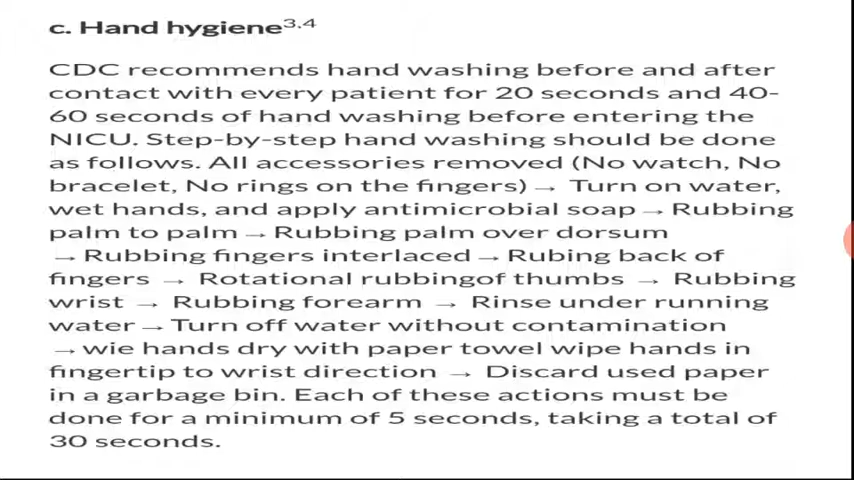 c. Hand hygiene3.4
CDC recommends hand washing before and after
contact with every patient for 20 seconds and 40-
60 seconds of hand washing before entering the
NICU. Step-by-step hand washing should be done
as follows. All accessories removed (No watch, No
bracelet, No rings on the fingers) → Turn on water,
wet hands, and apply antimicrobial soap → Rubbing
palm to palm → Rubbing palm over dorsum
→ Rubbing fingers interlaced → Rubing back of
fingers → Rotational rubbingof thumbs → Rubbing
wrist → Rubbing forearm → Rinse under running
water → Turn off water without contamination
→ wie hands dry with paper towel wipe hands in
fingertip to wrist direction → Discard used paper
in a garbage bin. Each of these actions must be
done for a minimum of 5 seconds, taking a total of
30 seconds.